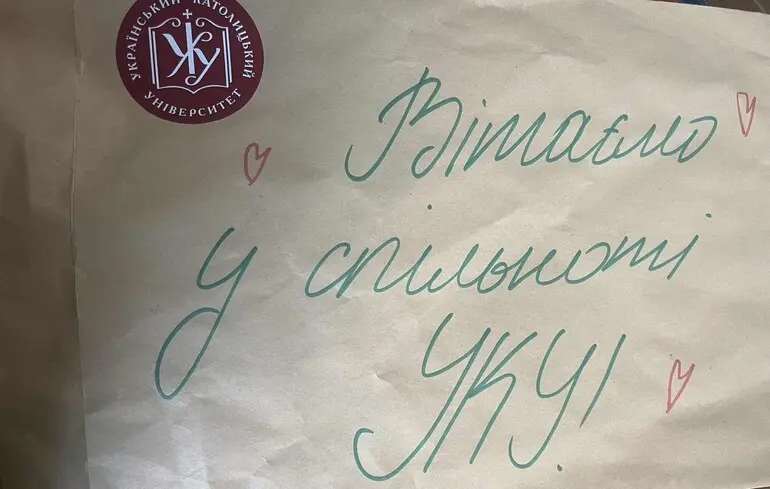 УКРАЇНСЬКИЙ КАТОЛИЦЬКИЙ
УНІВЕРСИТЕТ
УКУ
Вітаємо
у спільноті
УКУ!